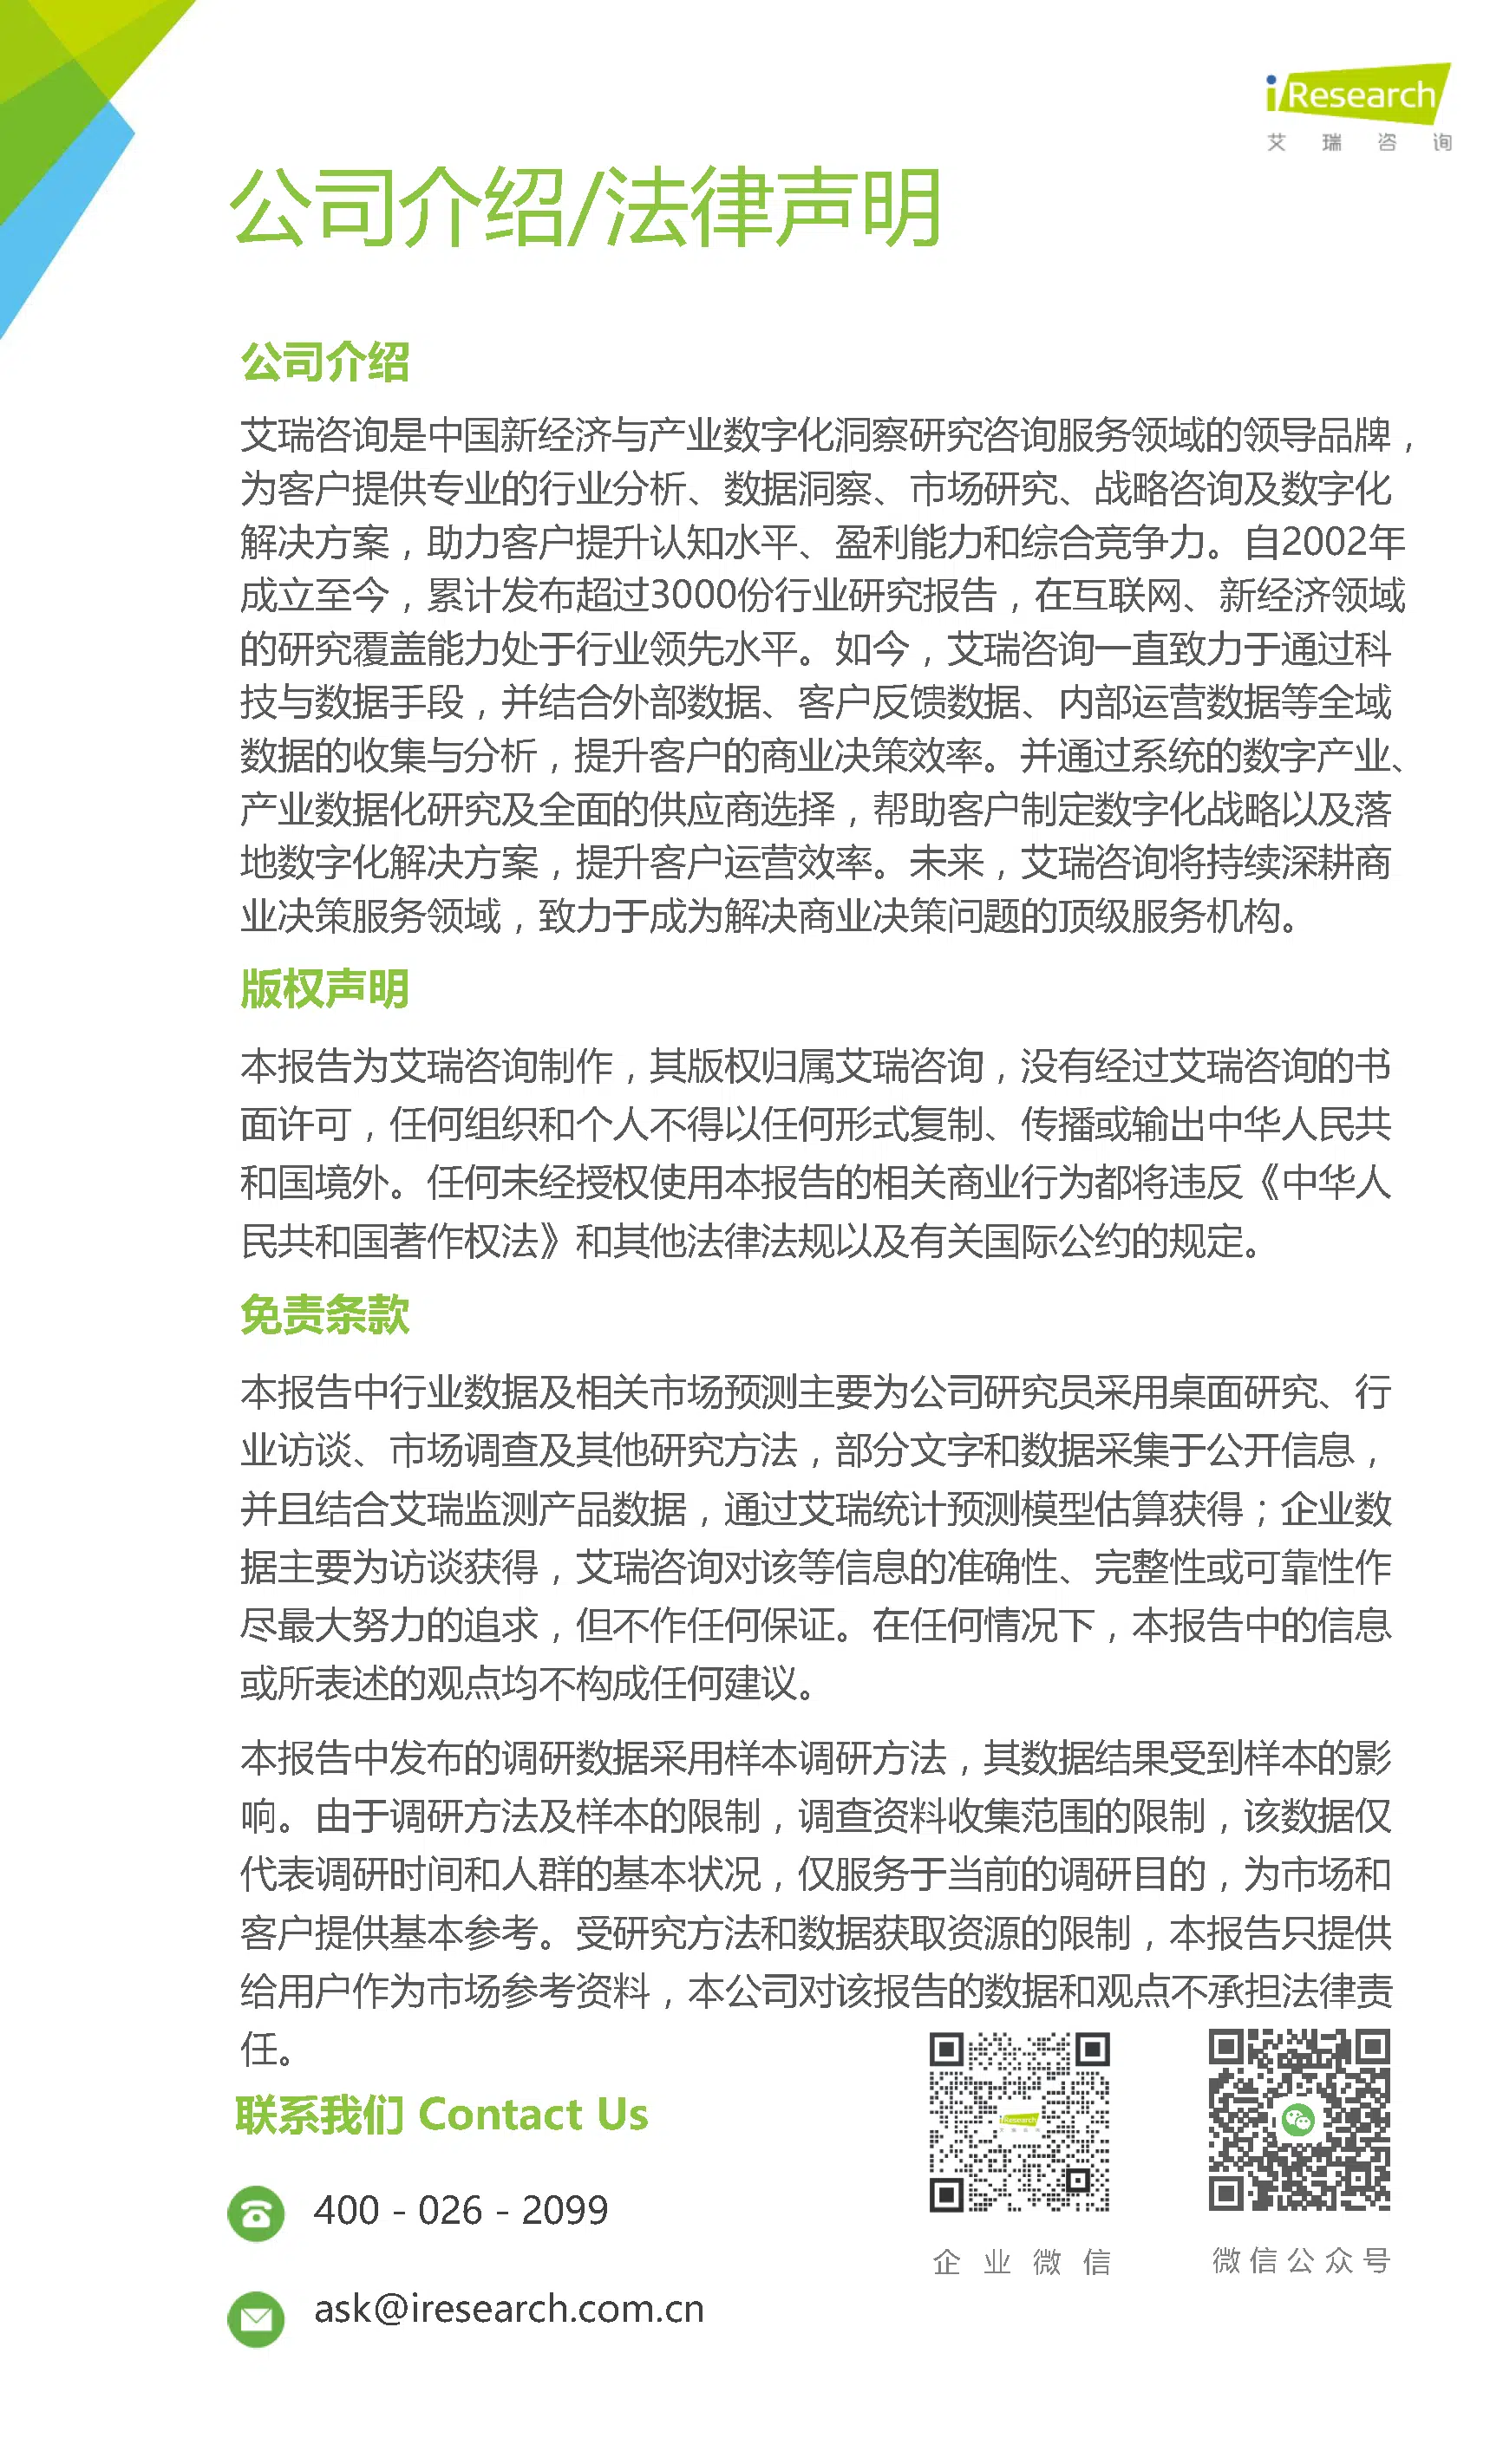 iResearch
艾瑞咨询
公司介绍/法律声明
公司介绍
艾瑞咨询是中国新经济与产业数字化洞察研究咨询服务领域的领导品牌，
为客户提供专业的行业分析、数据洞察、市场研究、战略咨询及数字化
解决方案，助力客户提升认知水平、盈利能力和综合竞争力。自2002年
成立至今，累计发布超过3000份行业研究报告，在互联网、新经济领域
的研究覆盖能力处于行业领先水平。如今，艾瑞咨询一直致力于通过科
技与数据手段，并结合外部数据、客户反馈数据、内部运营数据等全域
数据的收集与分析，提升客户的商业决策效率。并通过系统的数字产业、
产业数据化研究及全面的供应商选择，帮助客户制定数字化战略以及落
地数字化解决方案，提升客户运营效率。未来，艾瑞咨询将持续深耕商
业决策服务领域，致力于成为解决商业决策问题的顶级服务机构。
版权声明
本报告为艾瑞咨询制作，其版权归属艾瑞咨询，没有经过艾瑞咨询的书
面许可，任何组织和个人不得以任何形式复制、传播或输出中华人民共
和国境外。任何未经授权使用本报告的相关商业行为都将违反《中华人
民共和国著作权法》和其他法律法规以及有关国际公约的规定。
免责条款
本报告中行业数据及相关市场预测主要为公司研究员采用桌面研究、行
业访谈、市场调查及其他研究方法，部分文字和数据采集于公开信息，
并且结合艾瑞监测产品数据，通过艾瑞统计预测模型估算获得；企业数
据主要为访谈获得，艾瑞咨询对该等信息的准确性、完整性或可靠性作
尽最大努力的追求，但不作任何保证。在任何情况下，本报告中的信息
或所表述的观点均不构成任何建议。
本报告中发布的调研数据采用样本调研方法，其数据结果受到样本的影
响。由于调研方法及样本的限制，调查资料收集范围的限制，该数据仅
代表调研时间和人群的基本状况，仅服务于当前的调研目的，为市场和
客户提供基本参考。受研究方法和数据获取资源的限制，本报告只提供
给用户作为市场参考资料，本公司对该报告的数据和观点不承担法律责
任。
联系我们 Contact Us
400 - 026 - 2099
ask@iresearch.com.cn
iResearch
企业微信
微信公众号